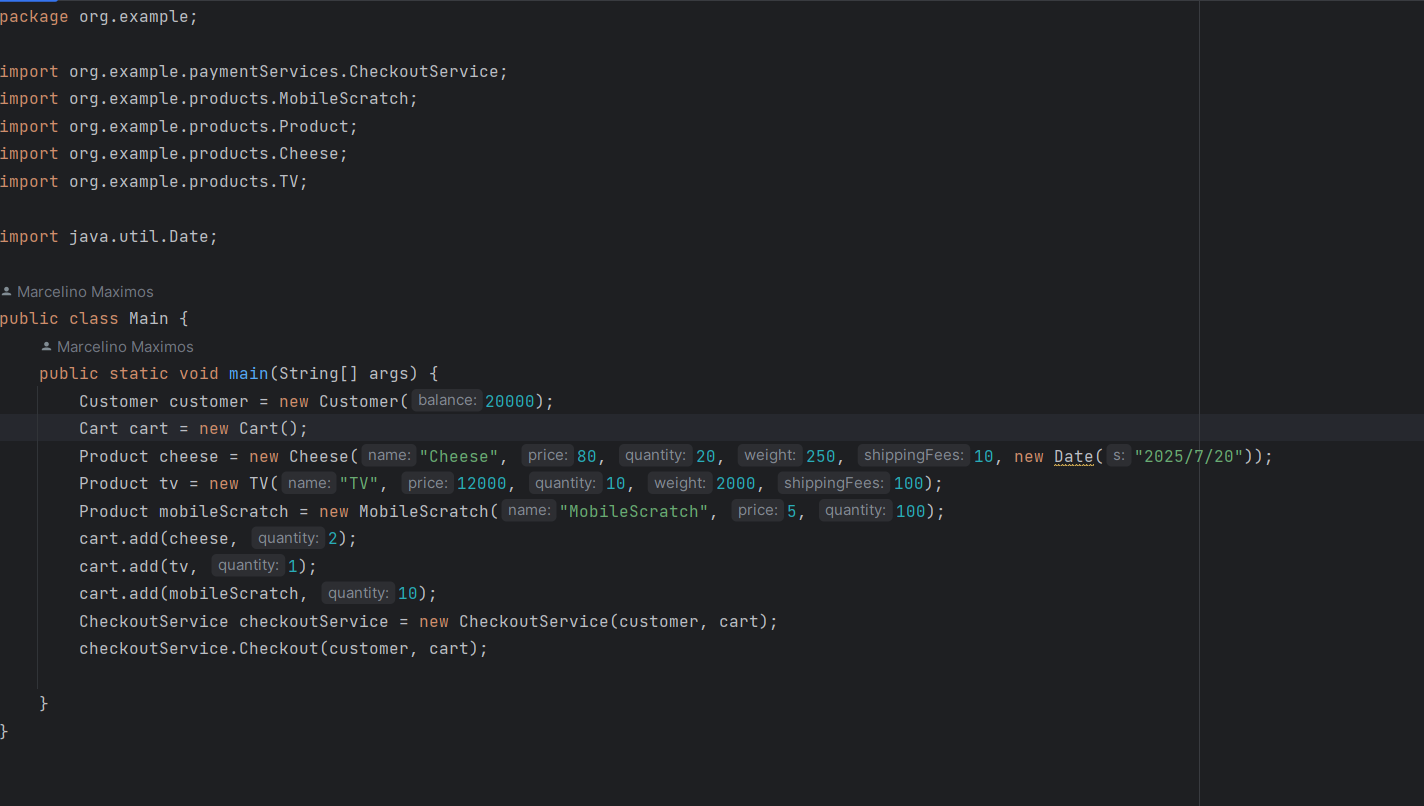 package org.example;
import org.example.paymentServices.CheckoutService;
import org.example.products.MobileScratch;
import org.example.products.Product;
import org.example.products.Cheese;
import org.example.products.TV;
import java.util.Date;
Marcelino Maximos
public class Main {
Marcelino Maximos
public static void main(String[] args) {
Customer customer = new Customer( balance: 20000);
Cart cart = new Cart();
Product cheese = new Cheese( name: "Cheese", price: 80, quantity: 20, weight: 250, shippingFees: 10, new Date( s: "2025/7/20"));
Product tv = new TV( name: "TV", price: 12000, quantity: 10, weight: 2000, shippingFees: 100);
Product mobileScratch = new MobileScratch( name: "MobileScratch", price: 5, quantity: 100);
cart.add(cheese, quantity: 2);
cart.add(tv, quantity: 1);
cart.add(mobileScratch, quantity: 10);
CheckoutService checkoutService = new CheckoutService(customer, cart);
checkoutService.Checkout(customer, cart);
}
}